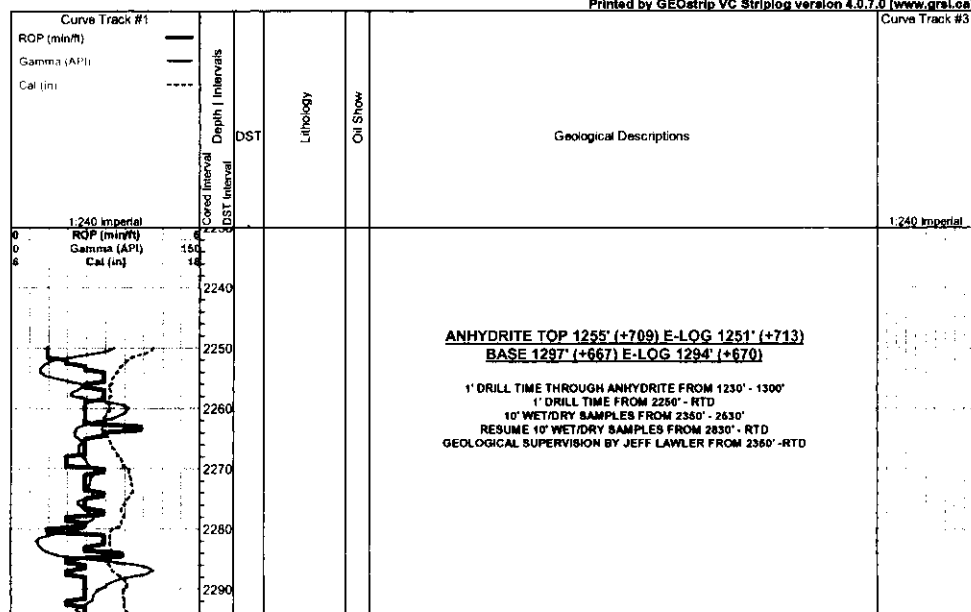 Printed by GEOstrip VC Striplog version 4.0.7.0 (www.grsi.ca
Curve Track #1
ROP (min/ft)
Gamma (API)
Cal (in)
Depth | Intervals
Cored Interval
DST Interval
DST
Lithology
Oil Show
Geological Descriptions
Curve Track #3
1:240 Imperial
1:240 Imperial
0 ROP (min/ft)
0 Gamma (API) 150
6 Cal (in) 16
2240
2250
2260
2270
2280
2290
ANHYDRITE TOP 1255' (+709) E-LOG 1251' (+713)
BASE 1297' (+667) E-LOG 1294' (+670)
1' DRILL TIME THROUGH ANHYDRITE FROM 1230' - 1300'
1' DRILL TIME FROM 2250' - RTD
10' WET/DRY SAMPLES FROM 2350' - 2630'
RESUME 10' WET/DRY SAMPLES FROM 2830' - RTD
GEOLOGICAL SUPERVISION BY JEFF LAWLER FROM 2350' -RTD